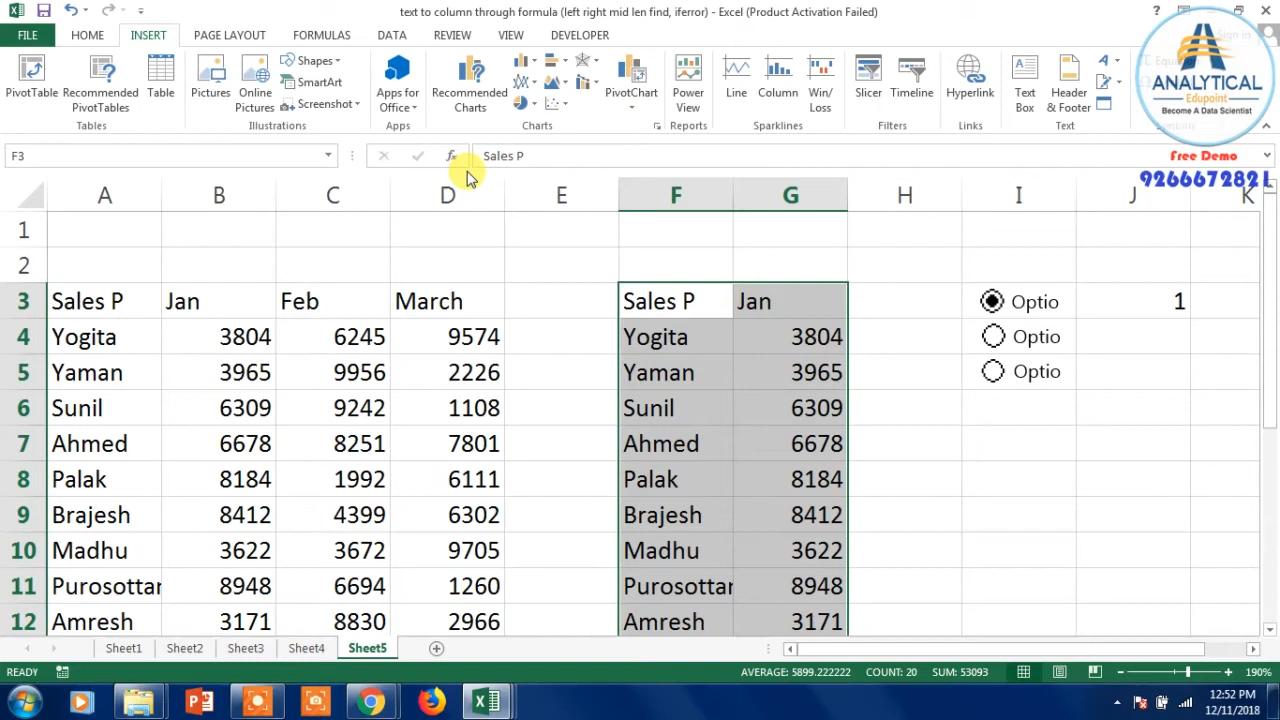 text to column through formula (left right mid len find, iferror) - Excel (Product Activation Failed)
FILE HOME INSERT PAGE LAYOUT FORMULAS DATA REVIEW VIEW DEVELOPER
PivotTable Recommended PivotTables Table Pictures Online Pictures Shapes SmartArt Screenshot Apps for Office Recommended Charts PivotChart Power View Line Column Win/Loss Slicer Timeline Hyperlink Text Box Header & Footer
Tables Illustrations Apps Charts Reports Sparklines Filters Links Text
ANALYTICAL
Edupoint
Become A Data Scientist
Free Demo
9266672821
F3 fx Sales P
A B C D E F G H I J K
1
2
3 Sales P Jan Feb March Sales P Jan Optio 1
4 Yogita 3804 6245 9574 Yogita 3804 Optio
5 Yaman 3965 9956 2226 Yaman 3965 Optio
6 Sunil 6309 9242 1108 Sunil 6309
7 Ahmed 6678 8251 7801 Ahmed 6678
8 Palak 8184 1992 6111 Palak 8184
9 Brajesh 8412 4399 6302 Brajesh 8412
10 Madhu 3622 3672 9705 Madhu 3622
11 Purosottar 8948 6694 1260 Purosottar 8948
12 Amresh 3171 8830 2966 Amresh 3171
Sheet1 Sheet2 Sheet3 Sheet4 Sheet5
READY AVERAGE: 5899.222222 COUNT: 20 SUM: 53093 190%
12:52 PM
12/11/2018